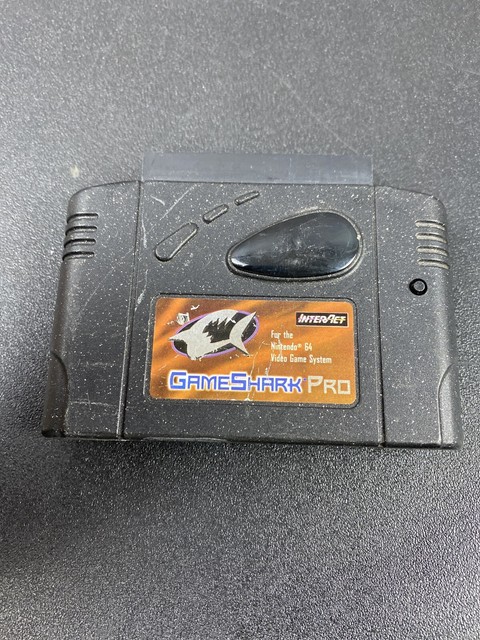 INTERACT
For the
Nintendo® 64
Video Game System
GAMESHARK PRO